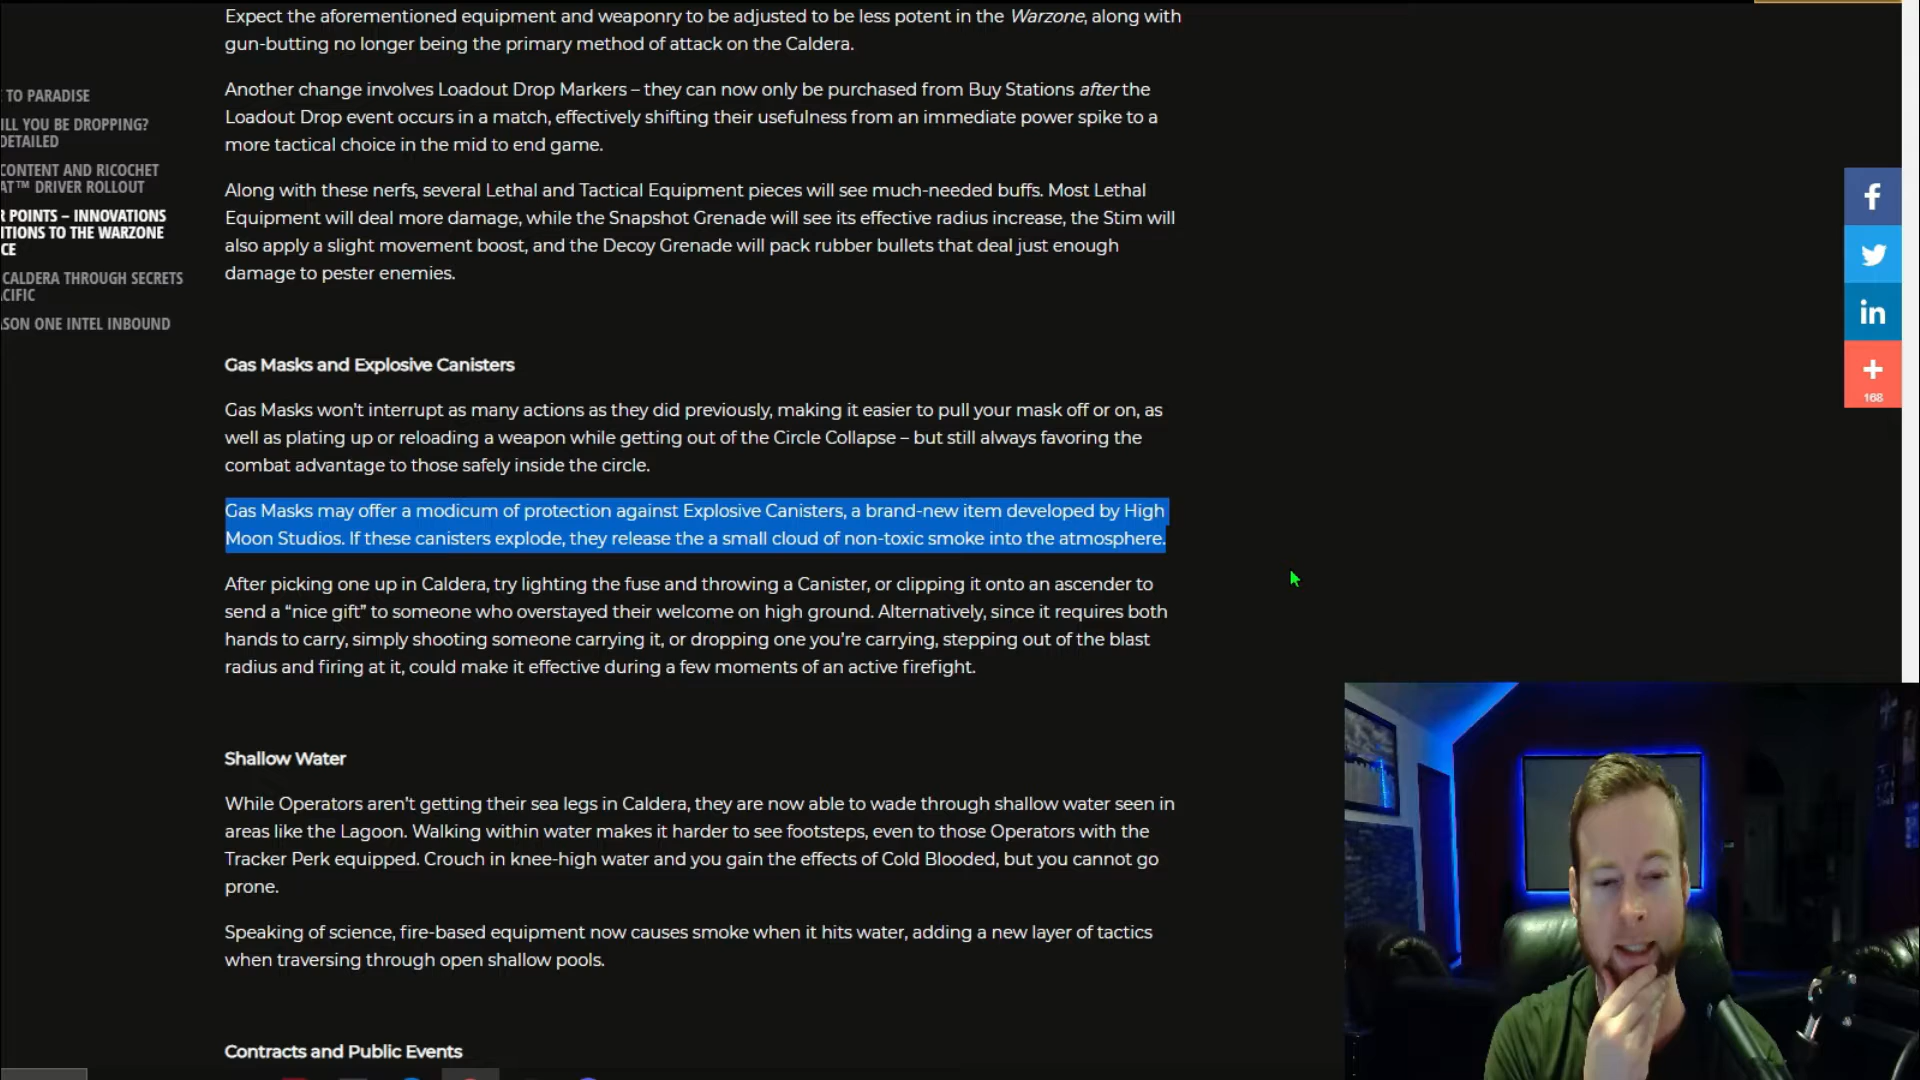 Expect the aforementioned equipment and weaponry to be adjusted to be less potent in the Warzone, along with
gun-butting no longer being the primary method of attack on the Caldera.
Another change involves Loadout Drop Markers – they can now only be purchased from Buy Stations after the
Loadout Drop event occurs in a match, effectively shifting their usefulness from an immediate power spike to a
more tactical choice in the mid to end game.
Along with these nerfs, several Lethal and Tactical Equipment pieces will see much-needed buffs. Most Lethal
Equipment will deal more damage, while the Snapshot Grenade will see its effective radius increase, the Stim will
also apply a slight movement boost, and the Decoy Grenade will pack rubber bullets that deal just enough
damage to pester enemies.
TO PARADISE
ILL YOU BE DROPPING?
DETAILED
CONTENT AND RICOCHET
AT™ DRIVER ROLLOUT
R POINTS – INNOVATIONS
ITIONS TO THE WARZONE
CE
CALDERA THROUGH SECRETS
CIFIC
SON ONE INTEL INBOUND
Gas Masks and Explosive Canisters
Gas Masks won't interrupt as many actions as they did previously, making it easier to pull your mask off or on, as
well as plating up or reloading a weapon while getting out of the Circle Collapse – but still always favoring the
combat advantage to those safely inside the circle.
Gas Masks may offer a modicum of protection against Explosive Canisters, a brand-new item developed by High
Moon Studios. If these canisters explode, they release the a small cloud of non-toxic smoke into the atmosphere.
After picking one up in Caldera, try lighting the fuse and throwing a Canister, or clipping it onto an ascender to
send a “nice gift” to someone who overstayed their welcome on high ground. Alternatively, since it requires both
hands to carry, simply shooting someone carrying it, or dropping one you're carrying, stepping out of the blast
radius and firing at it, could make it effective during a few moments of an active firefight.
Shallow Water
While Operators aren't getting their sea legs in Caldera, they are now able to wade through shallow water seen in
areas like the Lagoon. Walking within water makes it harder to see footsteps, even to those Operators with the
Tracker Perk equipped. Crouch in knee-high water and you gain the effects of Cold Blooded, but you cannot go
prone.
Speaking of science, fire-based equipment now causes smoke when it hits water, adding a new layer of tactics
when traversing through open shallow pools.
Contracts and Public Events
f
in
+
168